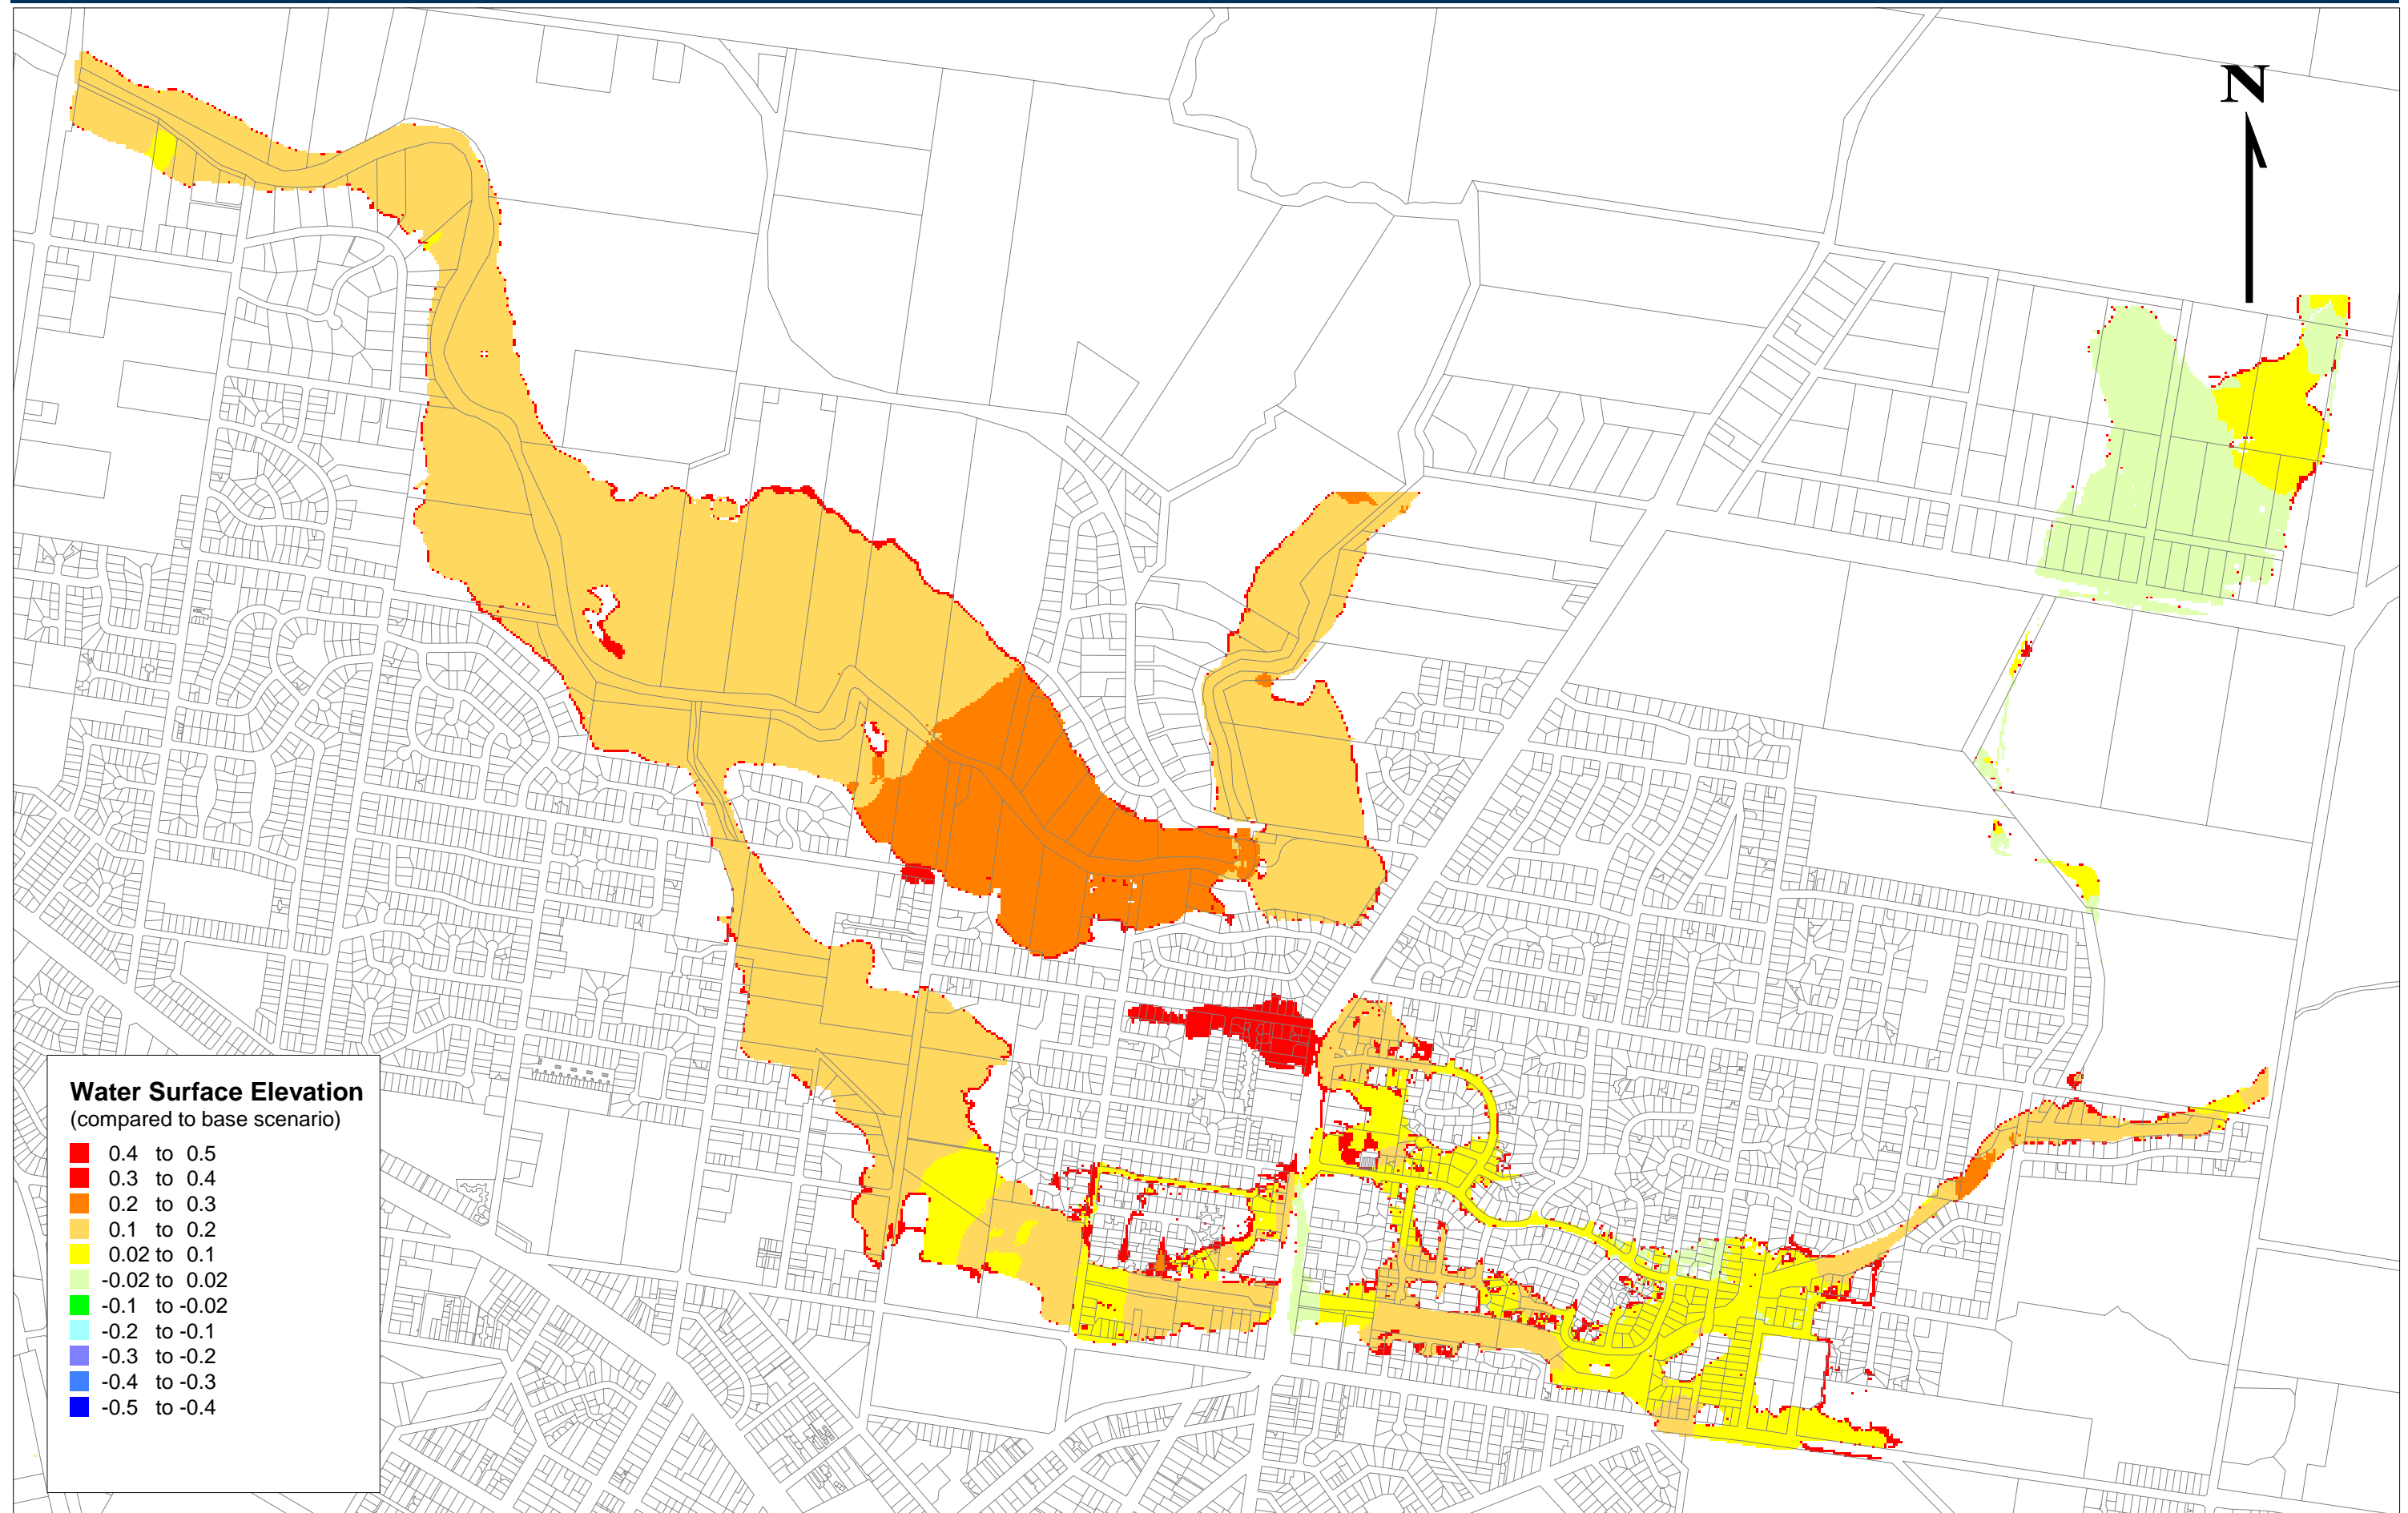 N
Water Surface Elevation
(compared to base scenario)
0.4 to 0.5
0.3 to 0.4
0.2 to 0.3
0.1 to 0.2
0.02 to 0.1
-0.02 to 0.02
-0.1 to -0.02
-0.2 to -0.1
-0.3 to -0.2
-0.4 to -0.3
-0.5 to -0.4